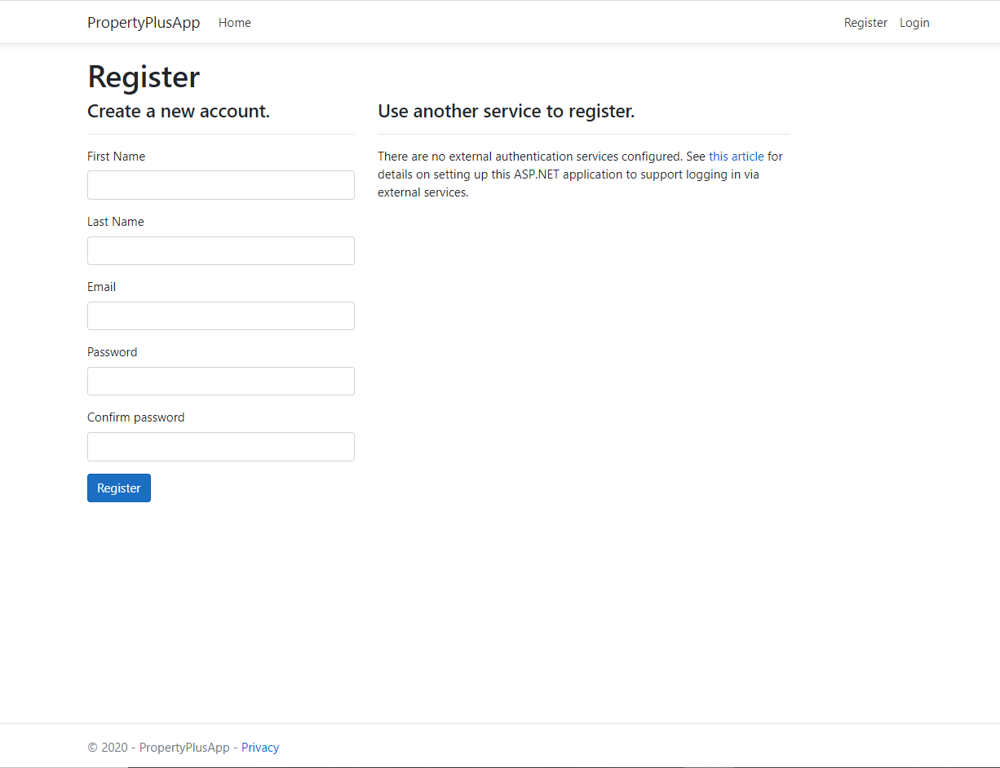 PropertyPlusApp Home Register Login
Register
Create a new account.
First Name
Last Name
Email
Password
Confirm password
Register
Use another service to register.
There are no external authentication services configured. See this article for
details on setting up this ASP.NET application to support logging in via
external services.
© 2020 - PropertyPlusApp - Privacy